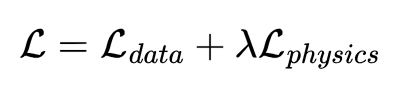 ℒ = ℒ_data + λℒ_physics